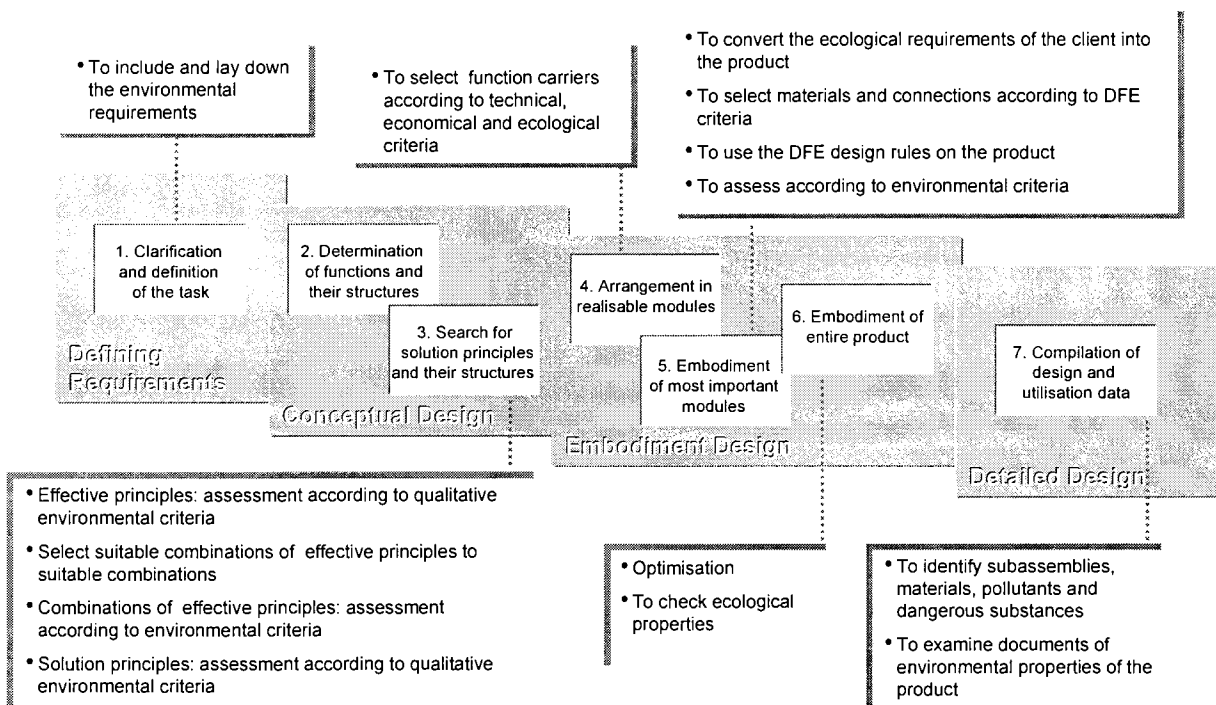 • To include and lay down
the environmental
requirements
• To select function carriers
according to technical,
economical and ecological
criteria
• To convert the ecological requirements of the client into
the product
• To select materials and connections according to DFE
criteria
• To use the DFE design rules on the product
• To assess according to environmental criteria
1. Clarification
and definition
of the task
Defining
Requirements
2. Determination
of functions and
their structures
3. Search for
solution principles
and their structures
Conceptual Design
4. Arrangement in
realisable modules
5. Embodiment
of most important
modules
6. Embodiment of
entire product
Embodiment Design
7. Compilation of
design and
utilisation data
Detailed Design
• Effective principles: assessment according to qualitative
environmental criteria
• Select suitable combinations of effective principles to
suitable combinations
• Combinations of effective principles: assessment
according to environmental criteria
• Solution principles: assessment according to qualitative
environmental criteria
• Optimisation
• To check ecological
properties
• To identify subassemblies,
materials, pollutants and
dangerous substances
• To examine documents of
environmental properties of the
product